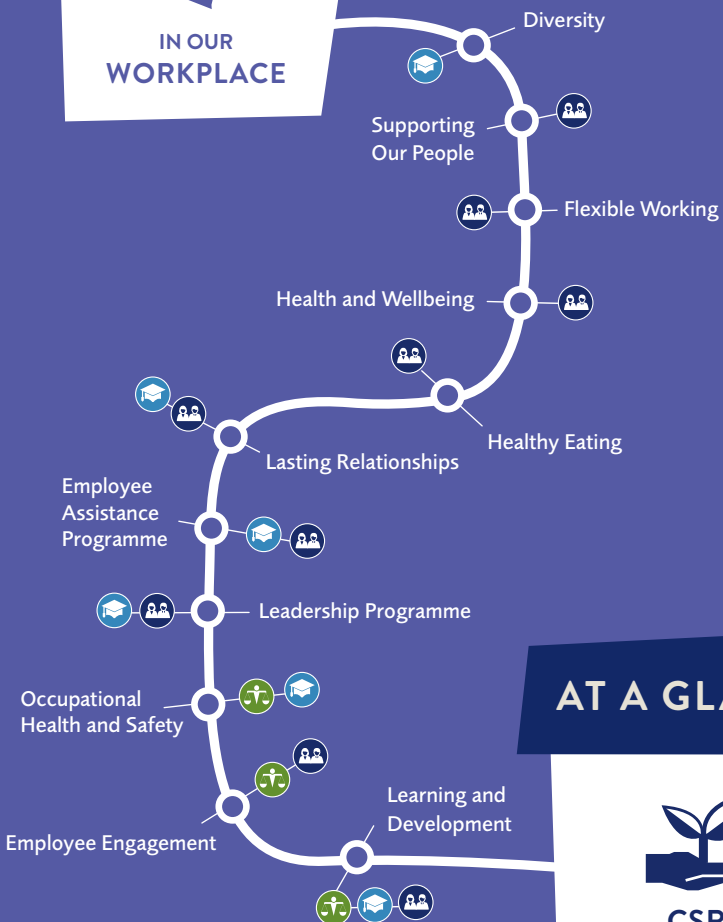 IN OUR
WORKPLACE
Diversity
Supporting
Our People
Flexible Working
Health and Wellbeing
Healthy Eating
Lasting Relationships
Employee
Assistance
Programme
Leadership Programme
Occupational
Health and Safety
Employee Engagement
Learning and
Development
AT A